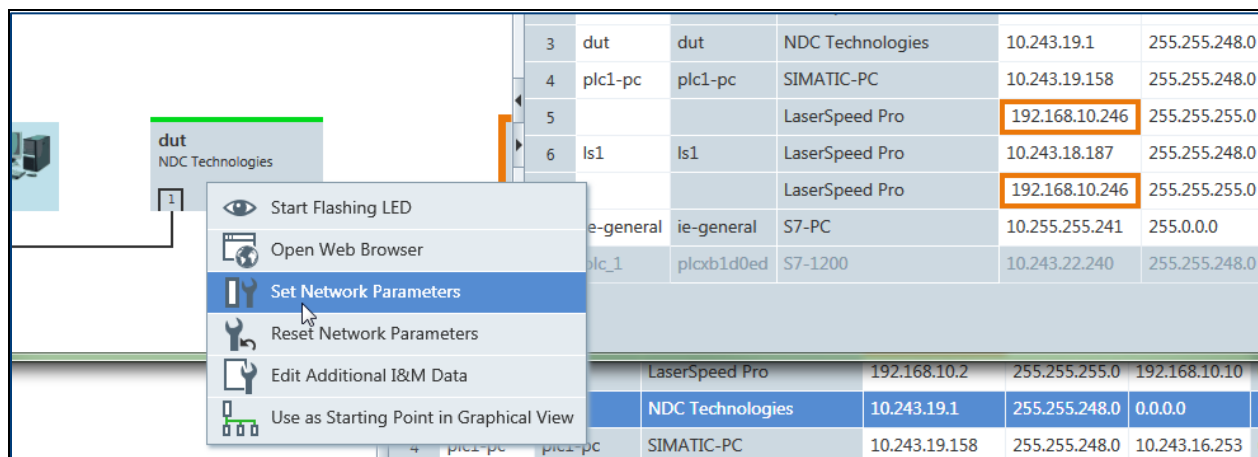 3 dut dut NDC Technologies 10.243.19.1 255.255.248.0
4 plc1-pc plc1-pc SIMATIC-PC 10.243.19.158 255.255.248.0
5 LaserSpeed Pro 192.168.10.246 255.255.255.0
6 ls1 ls1 LaserSpeed Pro 10.243.18.187 255.255.248.0
LaserSpeed Pro 192.168.10.246 255.255.255.0
ie-general S7-PC 10.255.255.241 255.0.0.0
plcxb1d0ed S7-1200 10.243.22.240 255.255.248.0
dut
NDC Technologies
1
Start Flashing LED
Open Web Browser
Set Network Parameters
Reset Network Parameters
Edit Additional I&M Data
Use as Starting Point in Graphical View
LaserSpeed Pro 192.168.10.2 255.255.255.0 192.168.10.10
NDC Technologies 10.243.19.1 255.255.248.0 0.0.0.0
4 plc1-pc plc1-pc SIMATIC-PC 10.243.19.158 255.255.248.0 10.243.16.253